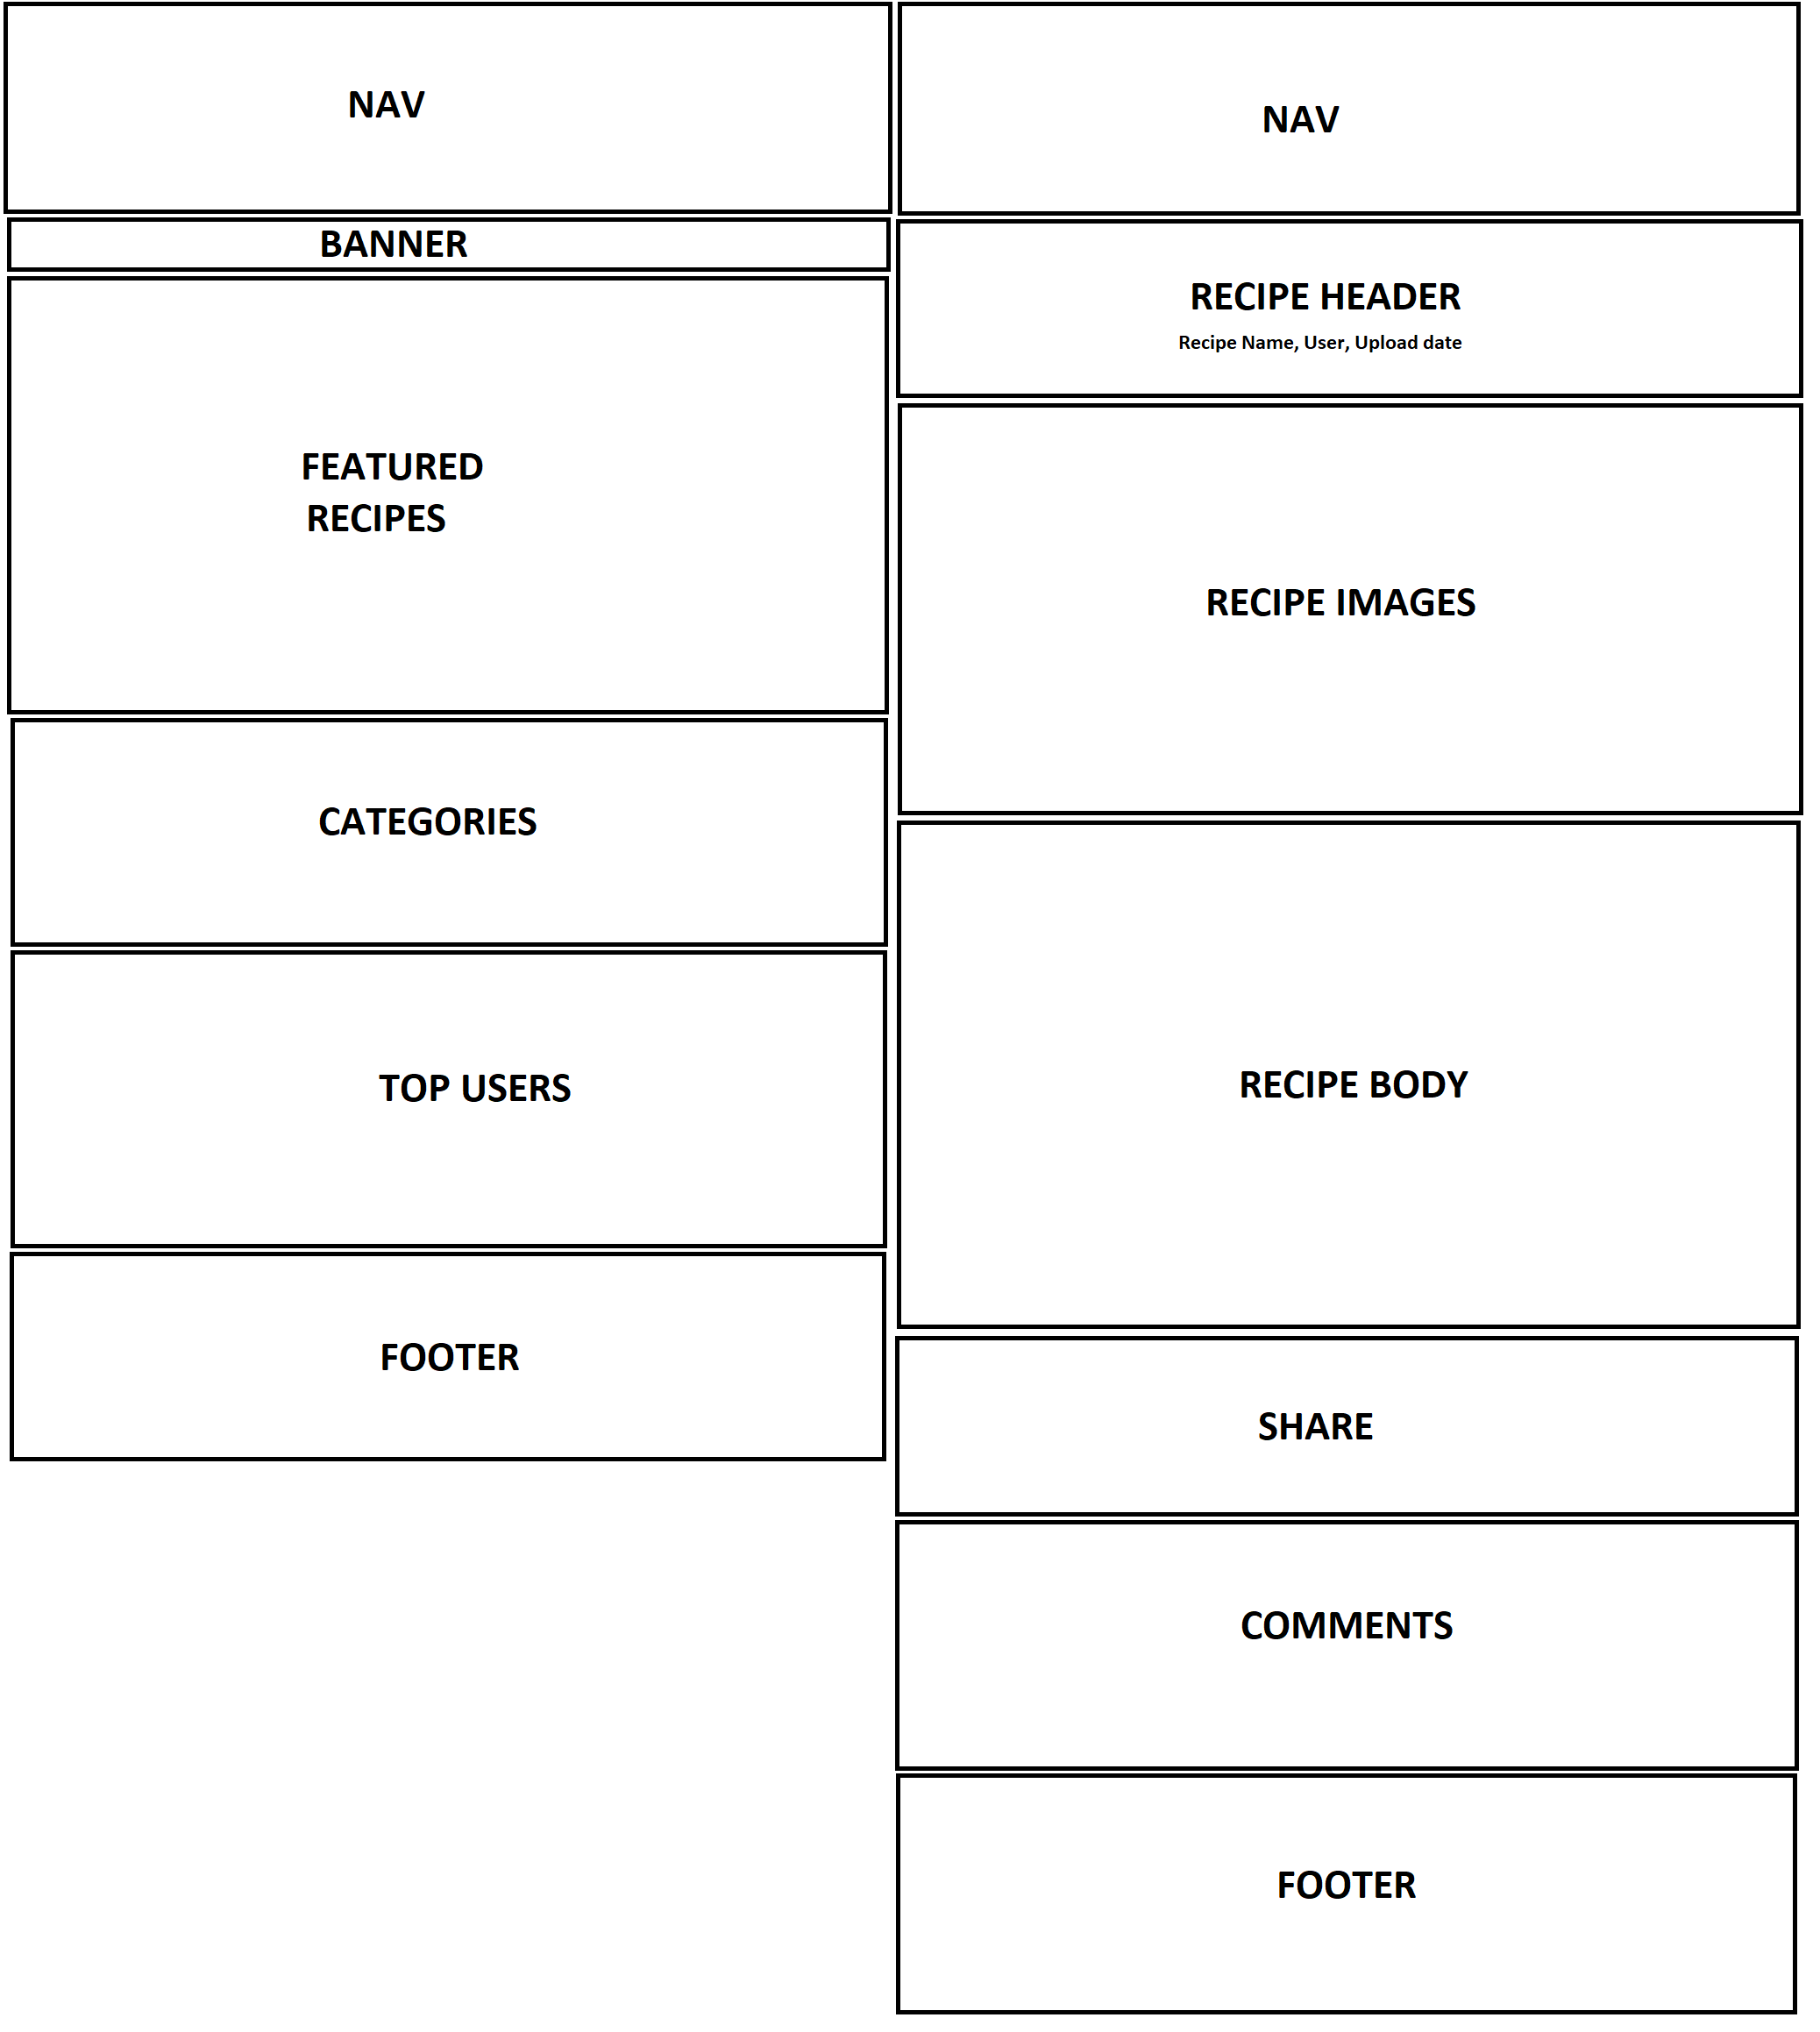 NAV
BANNER
FEATURED
RECIPES
CATEGORIES
TOP USERS
FOOTER
NAV
RECIPE HEADER
Recipe Name, User, Upload date
RECIPE IMAGES
RECIPE BODY
SHARE
COMMENTS
FOOTER